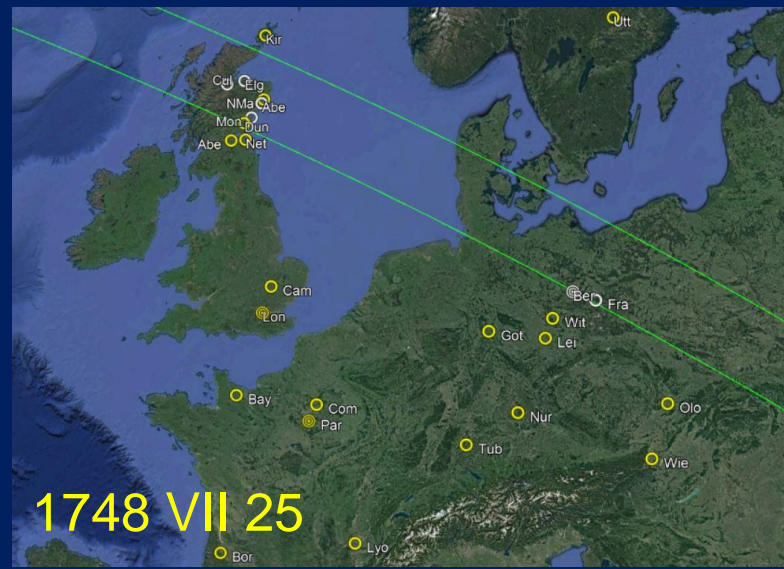 Utt
Kir
Cul
Elg
NMa
Abe
Mon
Dun
Abe
Net
Cam
Lon
Ber
Fra
Wit
Got
Lei
Bay
Com
Par
Nur
Olo
Tub
Wie
1748 VII 25
Bor
Lyo